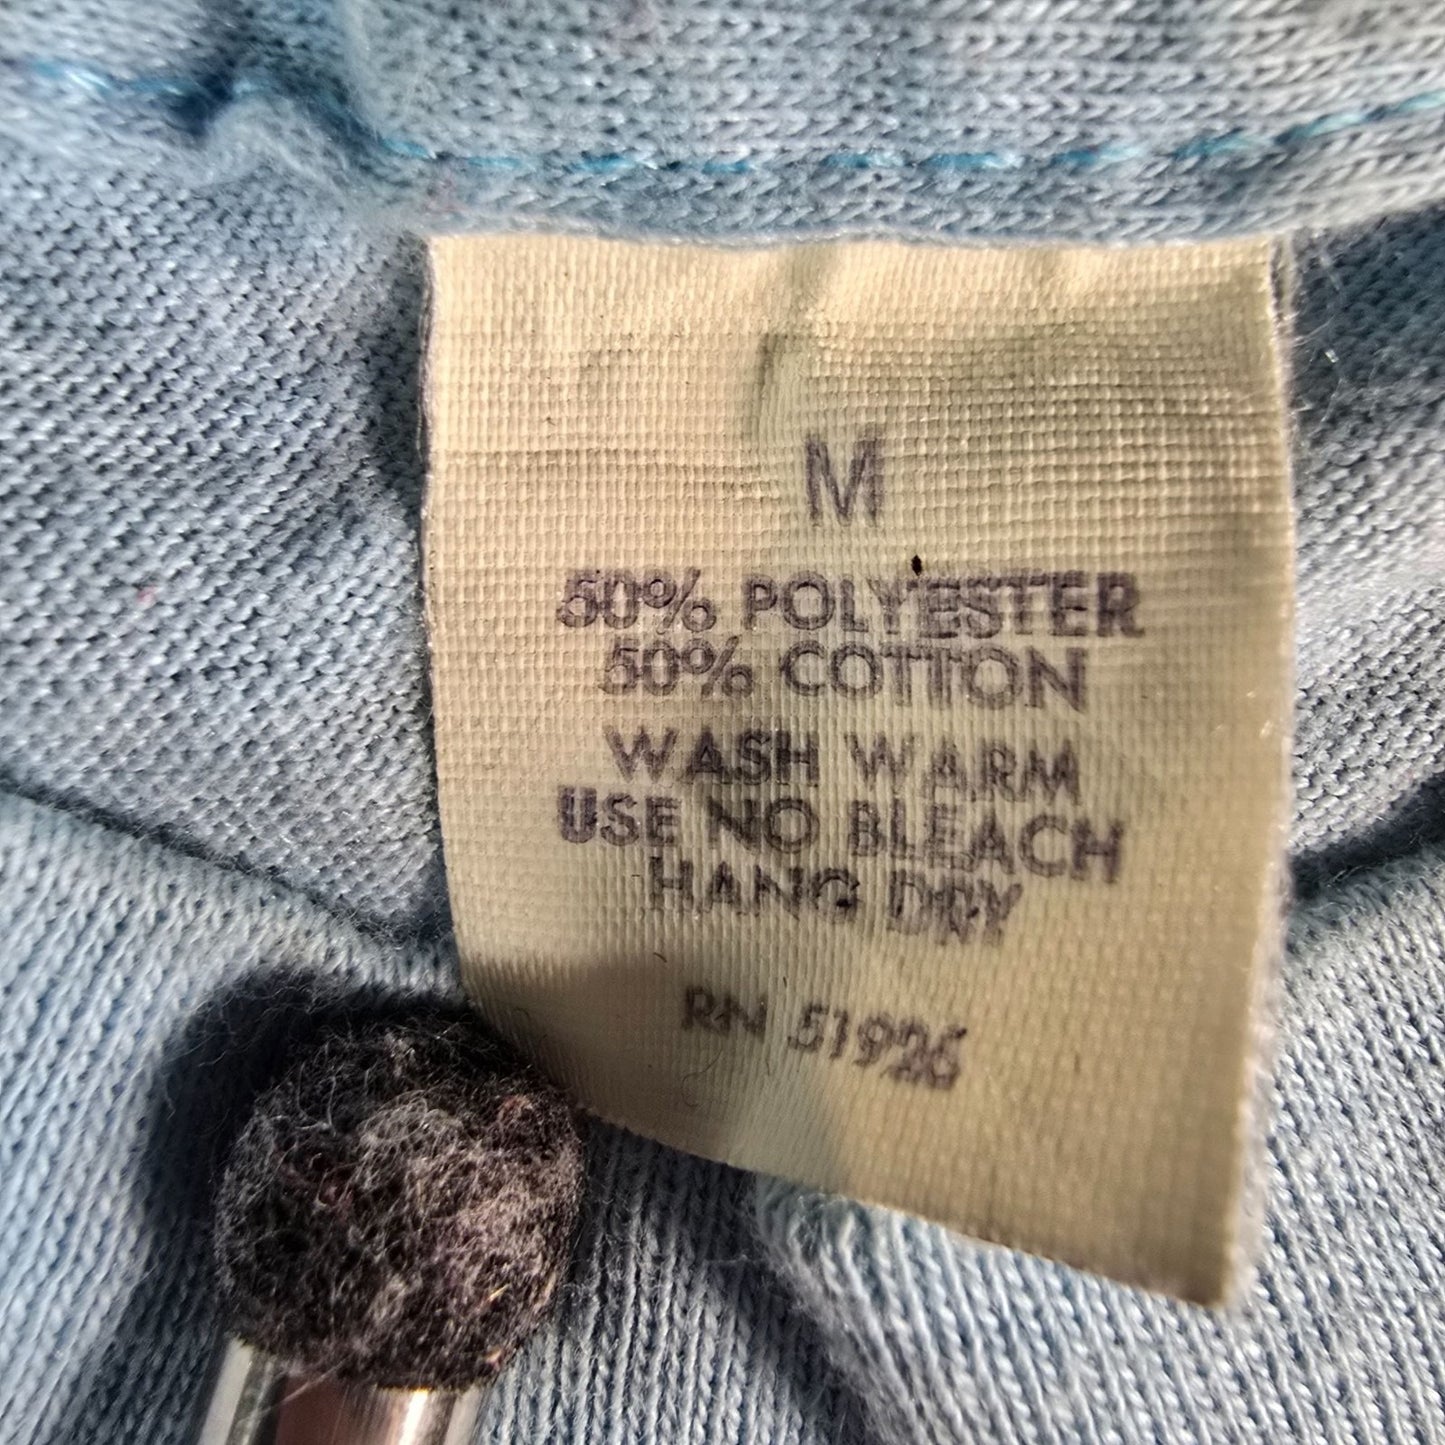 M
50% POLYESTER
50% COTTON
WASH WARM
USE NO BLEACH
HANG DRY
RN 51926